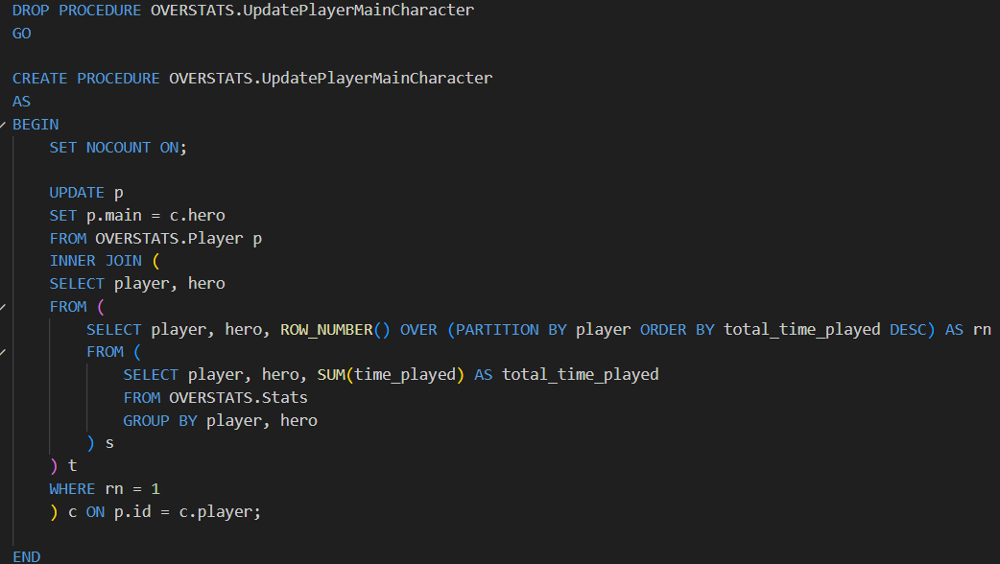 DROP PROCEDURE OVERSTATS.UpdatePlayerMainCharacter
GO
CREATE PROCEDURE OVERSTATS.UpdatePlayerMainCharacter
AS
BEGIN
SET NOCOUNT ON;
UPDATE p
SET p.main = c.hero
FROM OVERSTATS.Player p
INNER JOIN (
SELECT player, hero
FROM (
SELECT player, hero, ROW_NUMBER() OVER (PARTITION BY player ORDER BY total_time_played DESC) AS rn
FROM (
SELECT player, hero, SUM(time_played) AS total_time_played
FROM OVERSTATS.Stats
GROUP BY player, hero
) s
) t
WHERE rn = 1
) c ON p.id = c.player;
END